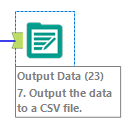 Output Data (23)
7. Output the data
to a CSV file.